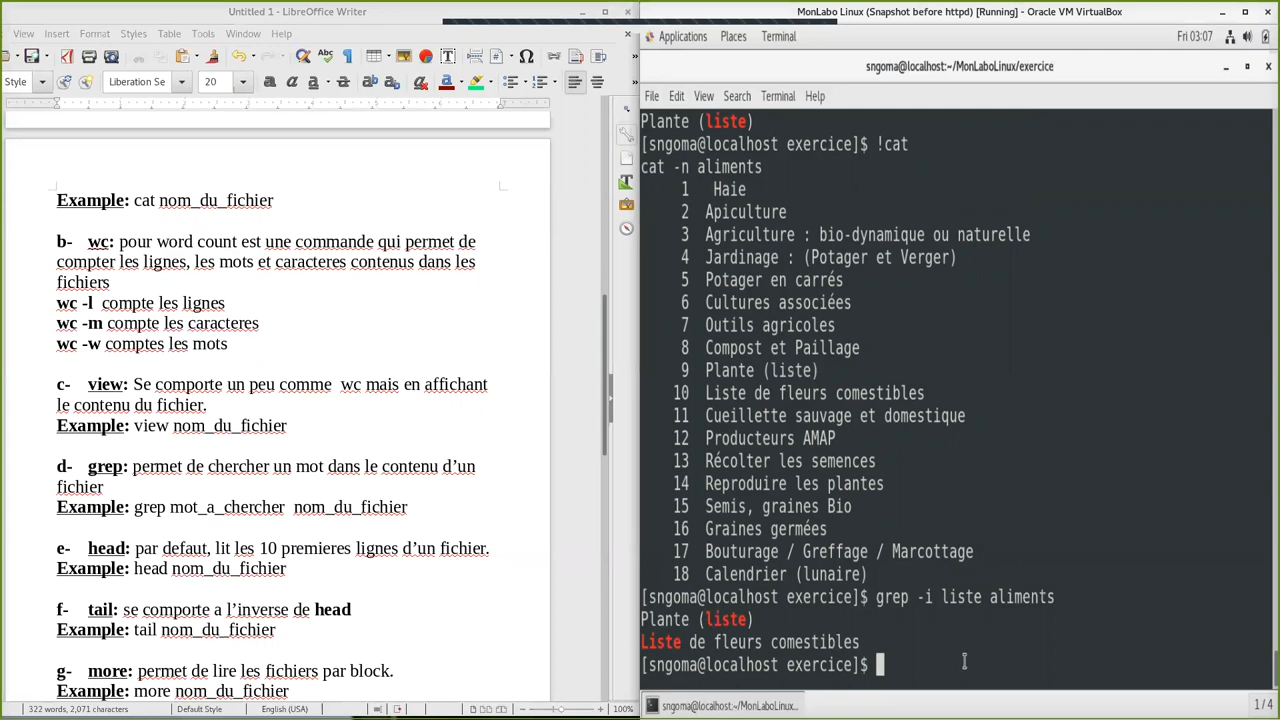 Untitled 1 - LibreOffice Writer
View Insert Format Styles Table Tools Window Help
Style Liberation Se 20
Example: cat nom_du_fichier
b- wc: pour word count est une commande qui permet de
compter les lignes, les mots et caracteres contenus dans les
fichiers
wc -l compte les lignes
wc -m compte les caracteres
wc -w comptes les mots
c- view: Se comporte un peu comme wc mais en affichant
le contenu du fichier.
Example: view nom_du_fichier
d- grep: permet de chercher un mot dans le contenu d'un
fichier
Example: grep mot_a_chercher nom_du_fichier
e- head: par defaut, lit les 10 premieres lignes d'un fichier.
Example: head nom_du_fichier
f- tail: se comporte a l'inverse de head
Example: tail nom_du_fichier
g- more: permet de lire les fichiers par block.
Example: more nom_du_fichier
322 words, 2,071 characters Default Style English (USA) 100%
MonLabo Linux (Snapshot before httpd) [Running] - Oracle VM VirtualBox
Applications Places Terminal Fri 03:07
sngoma@localhost:~/MonLaboLinux/exercice
File Edit View Search Terminal Help
Plante (liste)
[sngoma@localhost exercice]$ !cat
cat -n aliments
1 Haie
2 Apiculture
3 Agriculture : bio-dynamique ou naturelle
4 Jardinage : (Potager et Verger)
5 Potager en carrés
6 Cultures associées
7 Outils agricoles
8 Compost et Paillage
9 Plante (liste)
10 Liste de fleurs comestibles
11 Cueillette sauvage et domestique
12 Producteurs AMAP
13 Récolter les semences
14 Reproduire les plantes
15 Semis, graines Bio
16 Graines germées
17 Bouturage / Greffage / Marcottage
18 Calendrier (lunaire)
[sngoma@localhost exercice]$ grep -i liste aliments
Plante (liste)
Liste de fleurs comestibles
[sngoma@localhost exercice]$
sngoma@localhost:~/MonLaboLinux... 1 / 4